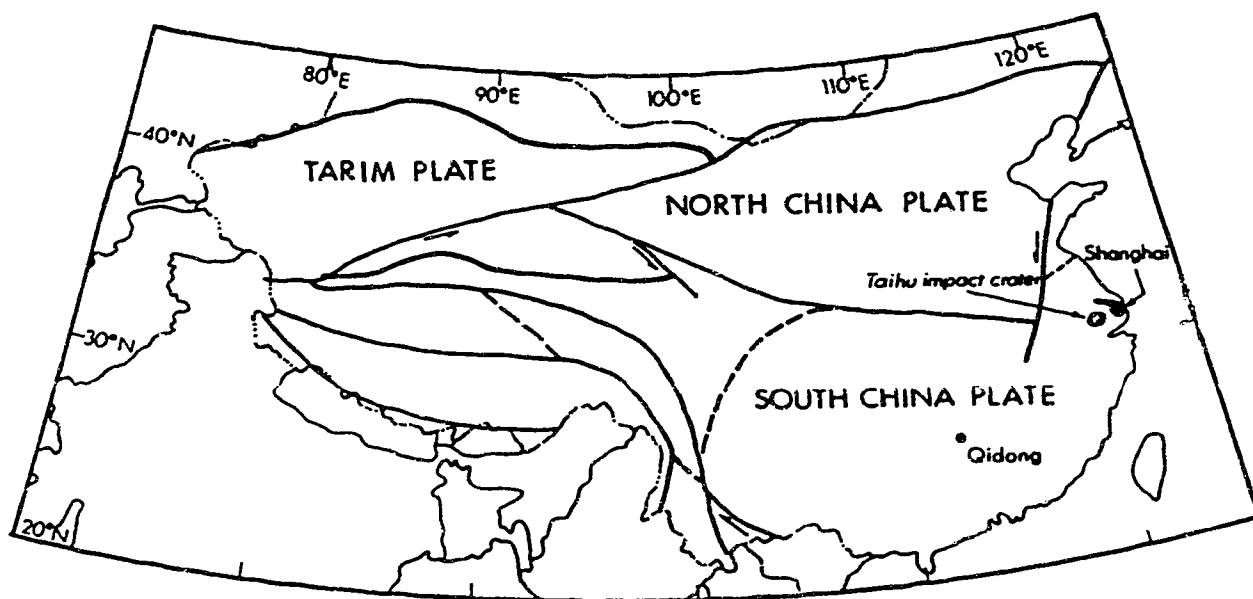 80°E
90°E
100°E
110°E
120°E
40°N
TARIM PLATE
NORTH CHINA PLATE
Shanghai
Taihu impact crater
30°N
SOUTH CHINA PLATE
Qidong
20°N